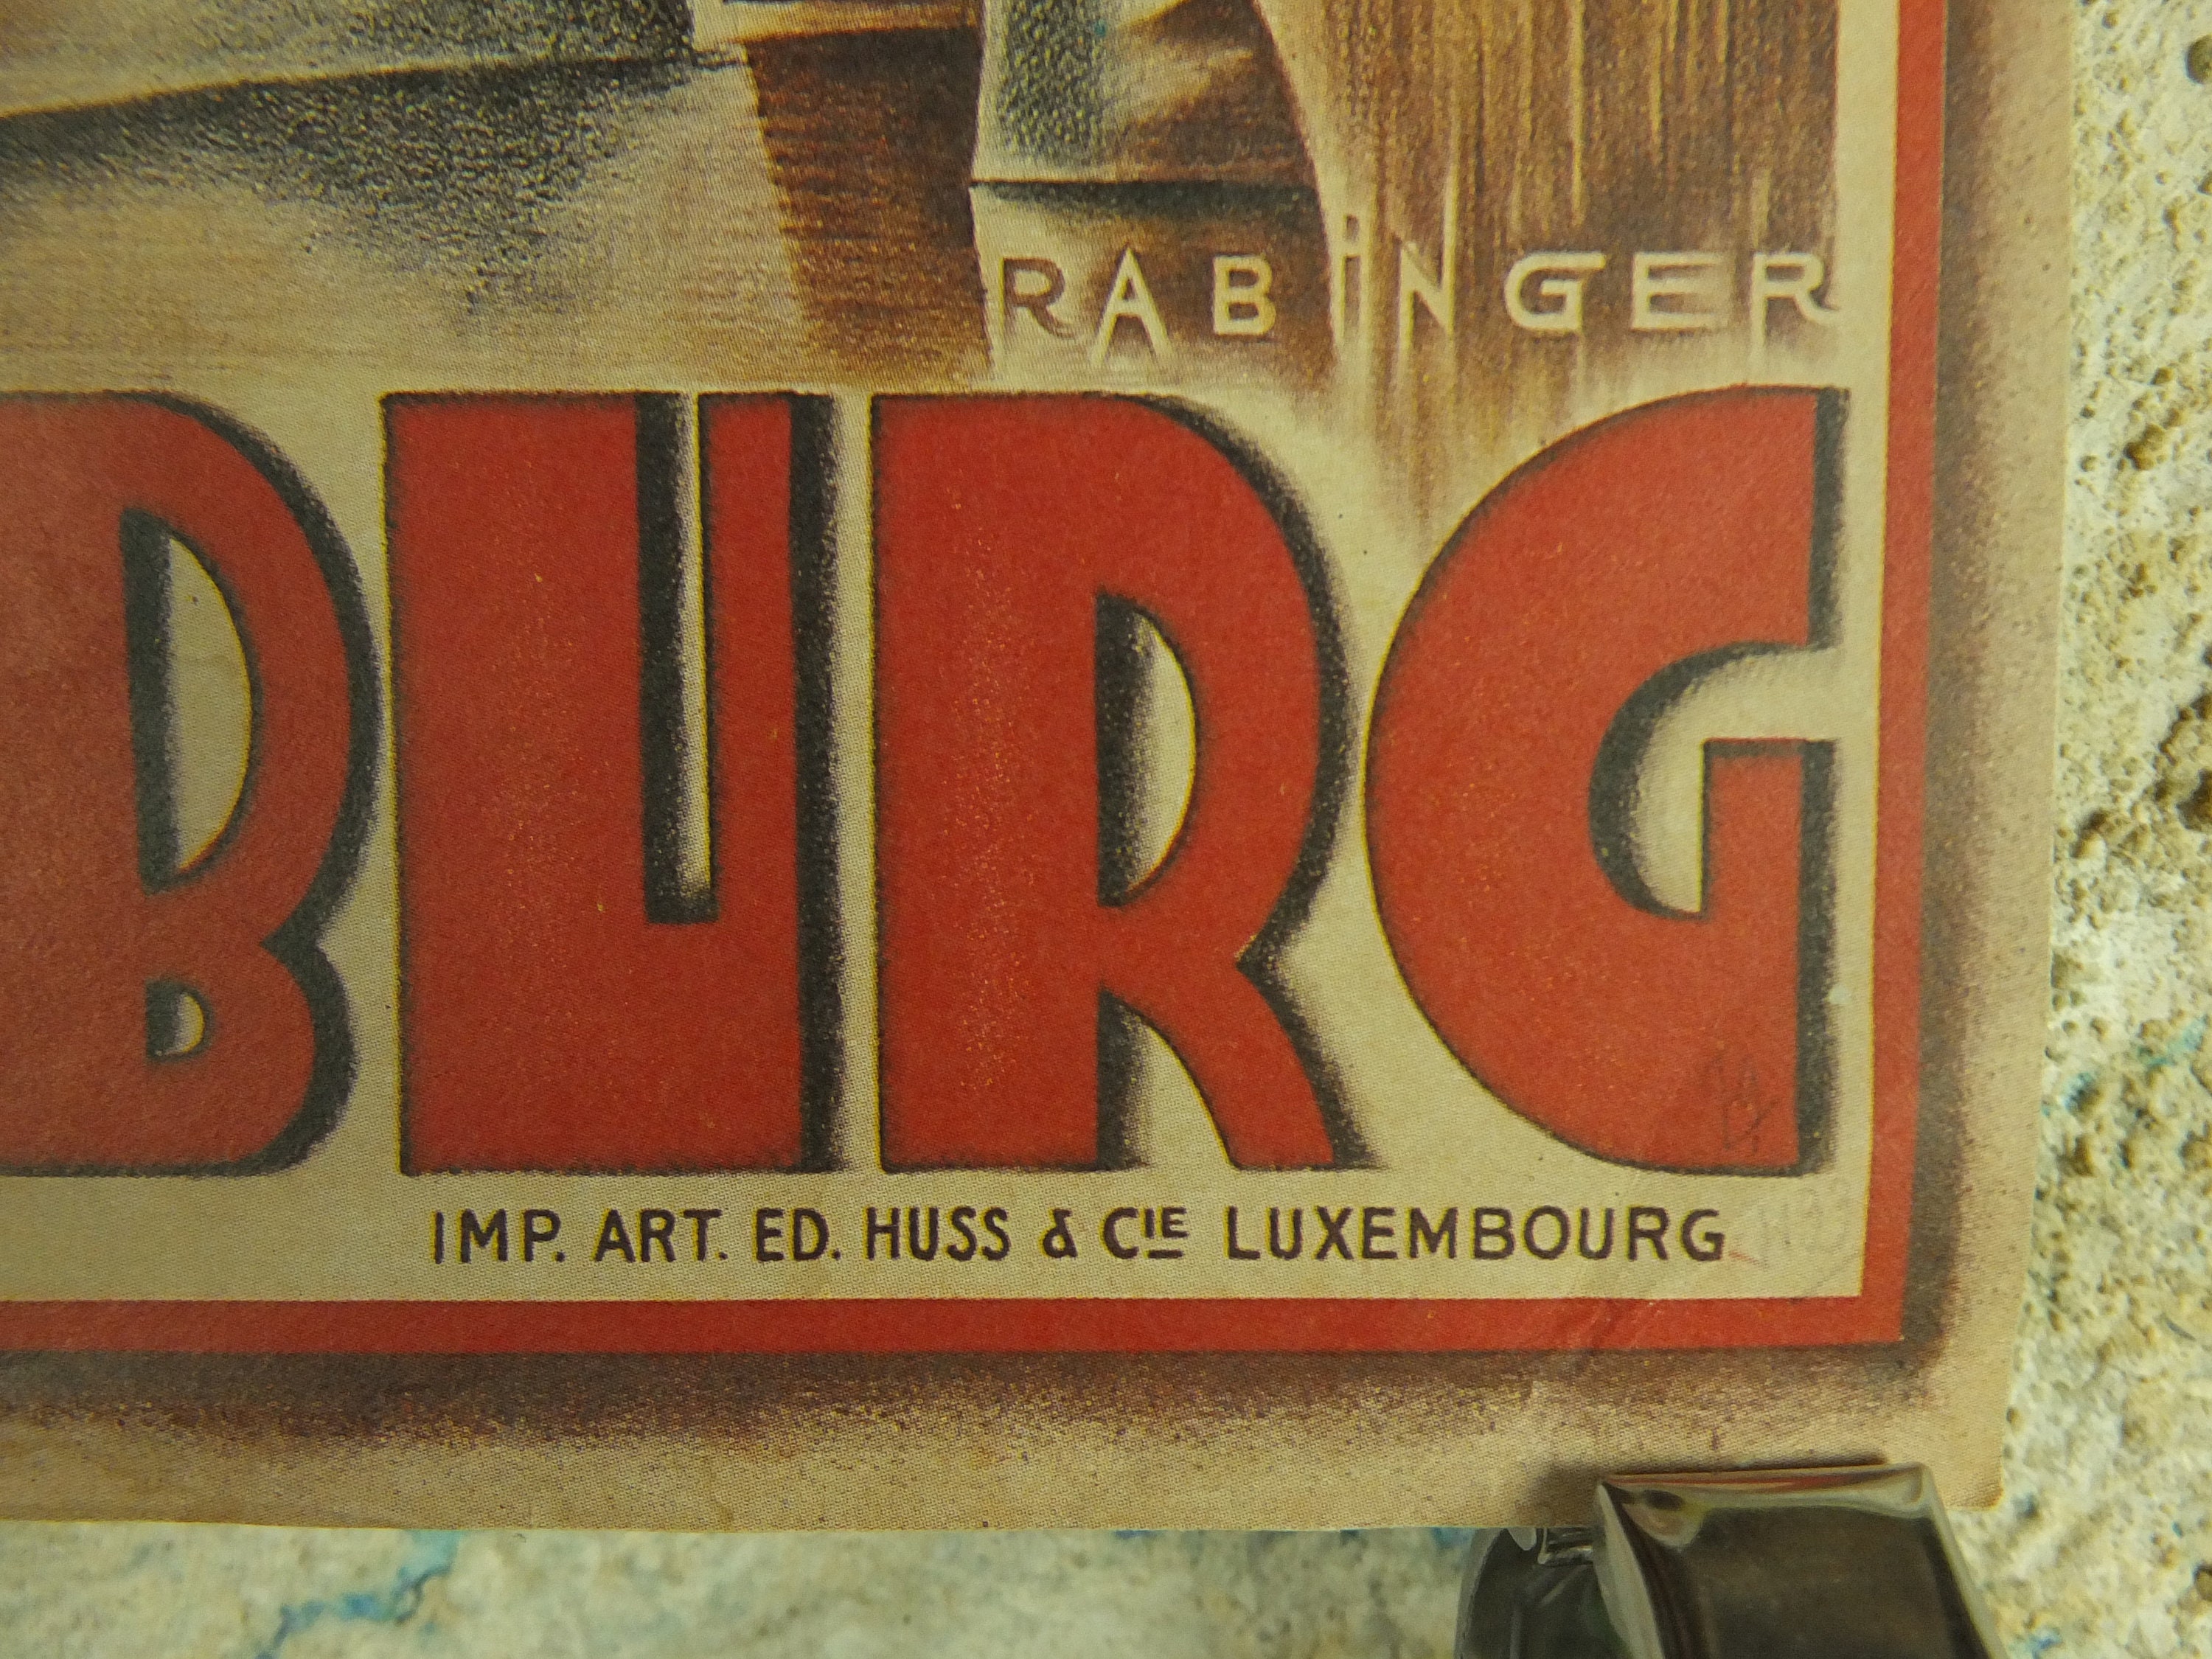 RABINGER
BURG
IMP. ART. ED. HUSS & CIE LUXEMBOURG